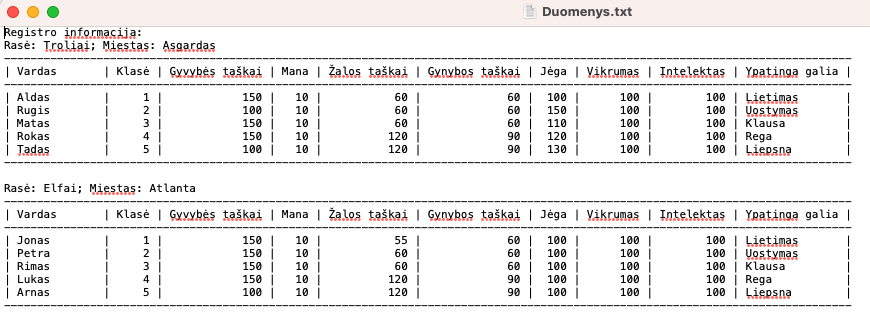 Duomenys.txt
Registro informacija:
Rasė: Troliai; Miestas: Asgardas
| Vardas | Klasė | Gyvybės taškai | Mana | Žalos taškai | Gynybos taškai | Jėga | Vikrumas | Intelektas | Ypatinga galia |
| Aldas | 1 | 150 | 10 | 60 | 60 | 100 | 100 | 100 | Lietimas |
| Rugis | 2 | 100 | 10 | 60 | 60 | 150 | 100 | 100 | Uostymas |
| Matas | 3 | 150 | 10 | 60 | 60 | 110 | 100 | 100 | Klausa |
| Rokas | 4 | 150 | 10 | 120 | 90 | 120 | 100 | 100 | Rega |
| Tadas | 5 | 100 | 10 | 120 | 90 | 130 | 100 | 100 | Liepsna |
Rasė: Elfai; Miestas: Atlanta
| Vardas | Klasė | Gyvybės taškai | Mana | Žalos taškai | Gynybos taškai | Jėga | Vikrumas | Intelektas | Ypatinga galia |
| Jonas | 1 | 150 | 10 | 55 | 60 | 100 | 100 | 100 | Lietimas |
| Petra | 2 | 150 | 10 | 60 | 60 | 100 | 100 | 100 | Uostymas |
| Rimas | 3 | 150 | 10 | 60 | 60 | 100 | 100 | 100 | Klausa |
| Lukas | 4 | 150 | 10 | 120 | 90 | 100 | 100 | 100 | Rega |
| Arnas | 5 | 100 | 10 | 120 | 90 | 100 | 100 | 100 | Liepsna |